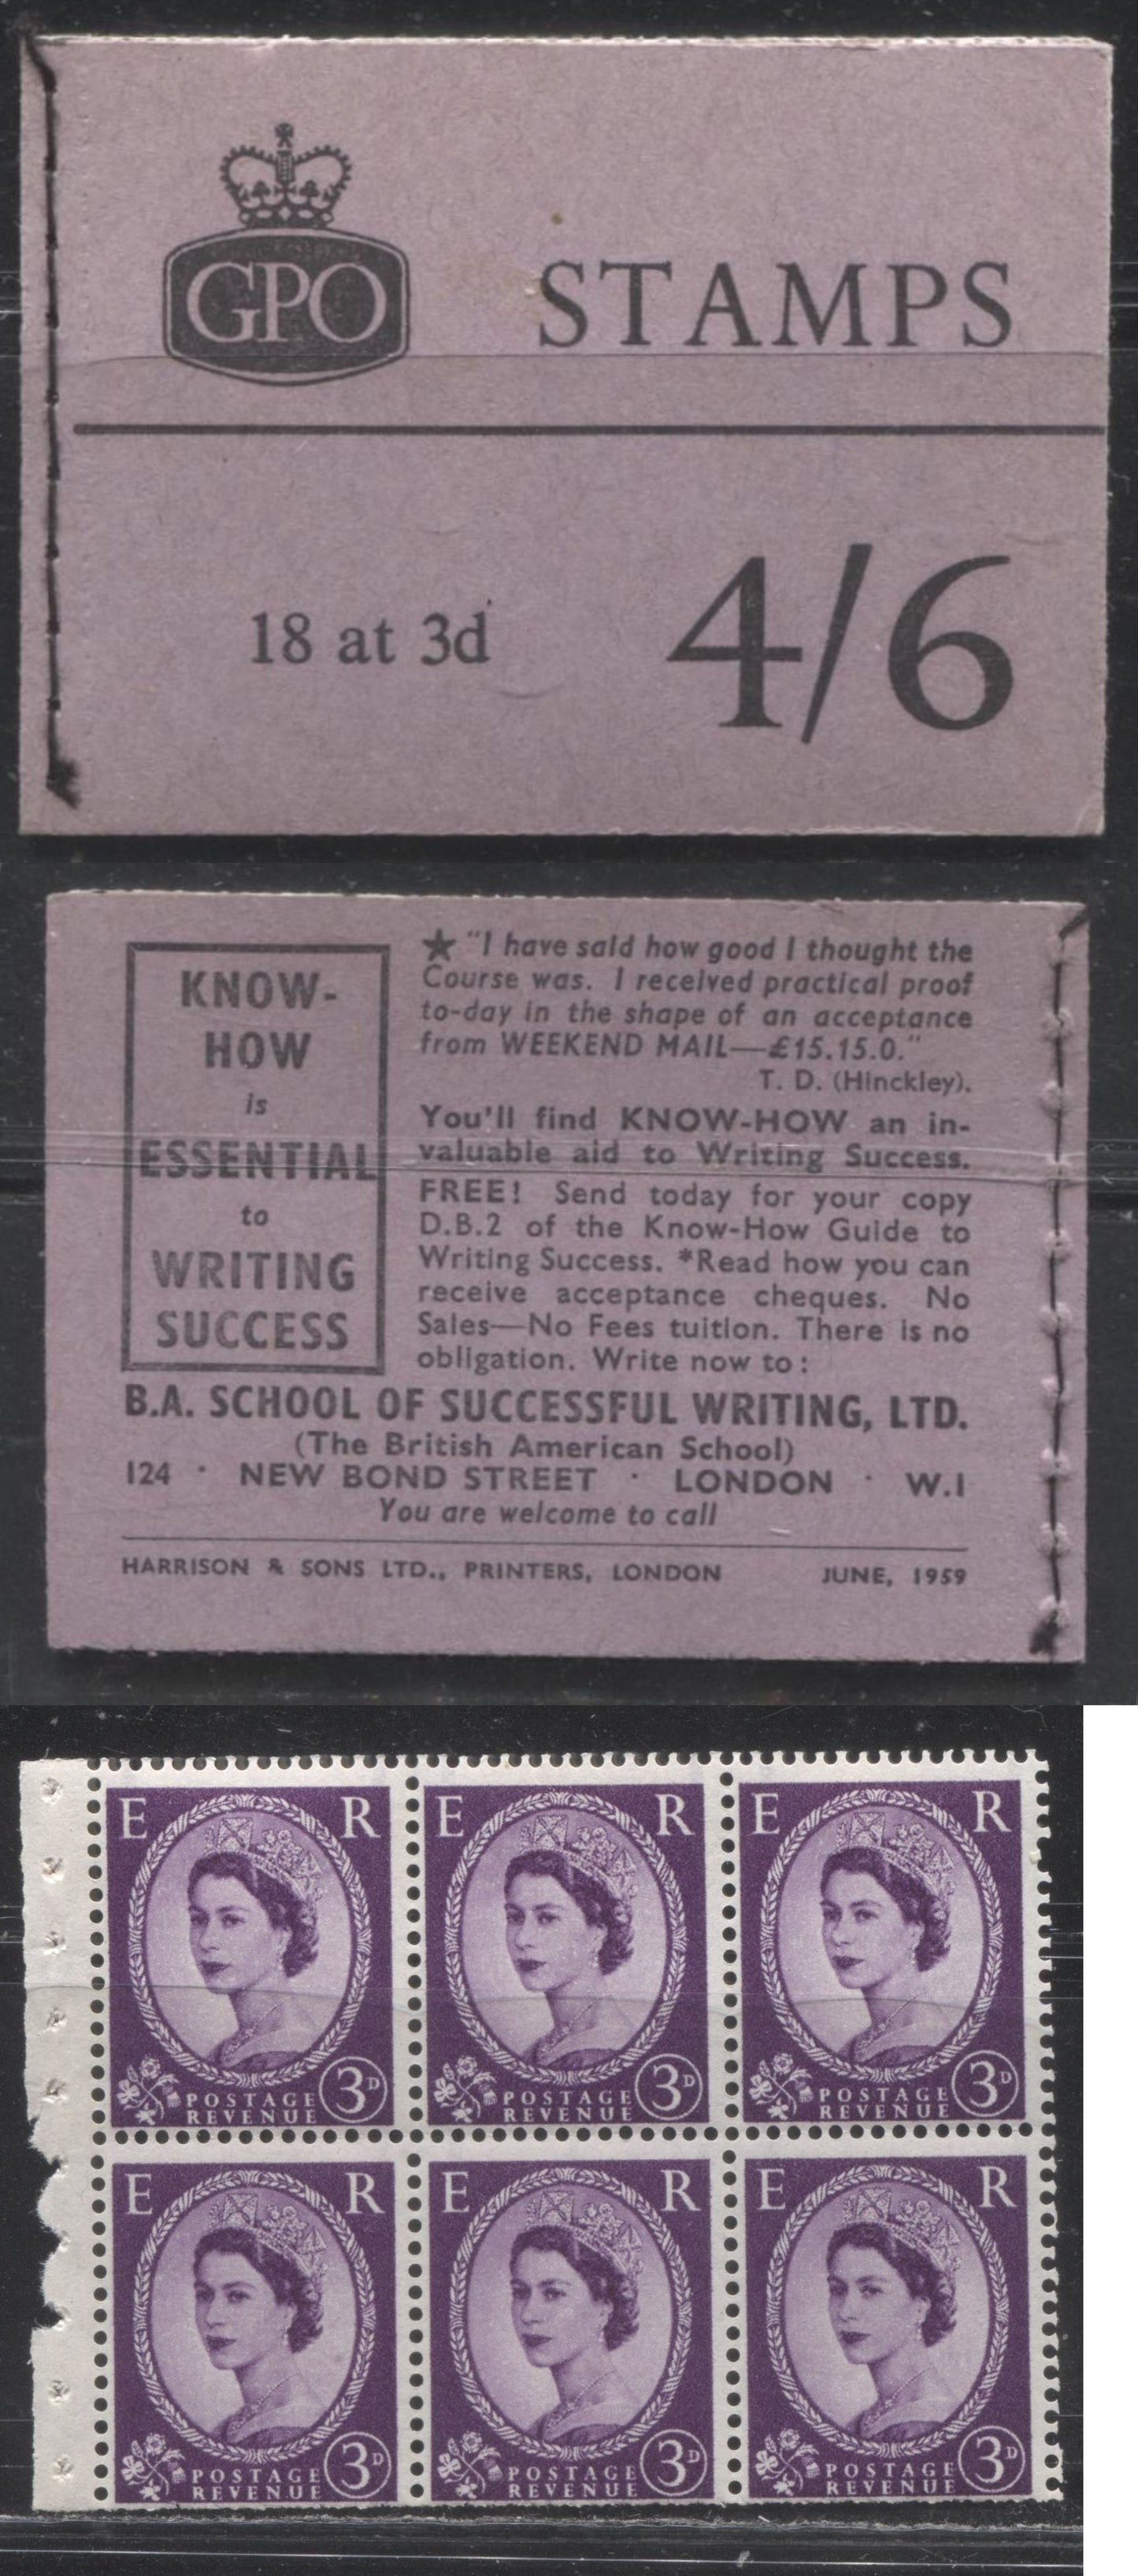 GPO
STAMPS
18 at 3d
4/6
KNOW-
HOW
is
ESSENTIAL
to
WRITING
SUCCESS
★ "I have said how good I thought the
Course was. I received practical proof
to-day in the shape of an acceptance
from WEEKEND MAIL—£15.15.0."
T. D. (Hinckley).
You'll find KNOW-HOW an in-
valuable aid to Writing Success.
FREE! Send today for your copy
D.B.2 of the Know-How Guide to
Writing Success. *Read how you can
receive acceptance cheques. No
Sales—No Fees tuition. There is no
obligation. Write now to:
B.A. SCHOOL OF SUCCESSFUL WRITING, LTD.
(The British American School)
124 · NEW BOND STREET · LONDON · W.1
You are welcome to call
HARRISON & SONS LTD., PRINTERS, LONDON JUNE, 1959
E R E R E R
POSTAGE REVENUE 3D POSTAGE REVENUE 3D POSTAGE REVENUE 3D
E R E R E R
POSTAGE REVENUE 3D POSTAGE REVENUE 3D POSTAGE REVENUE 3D